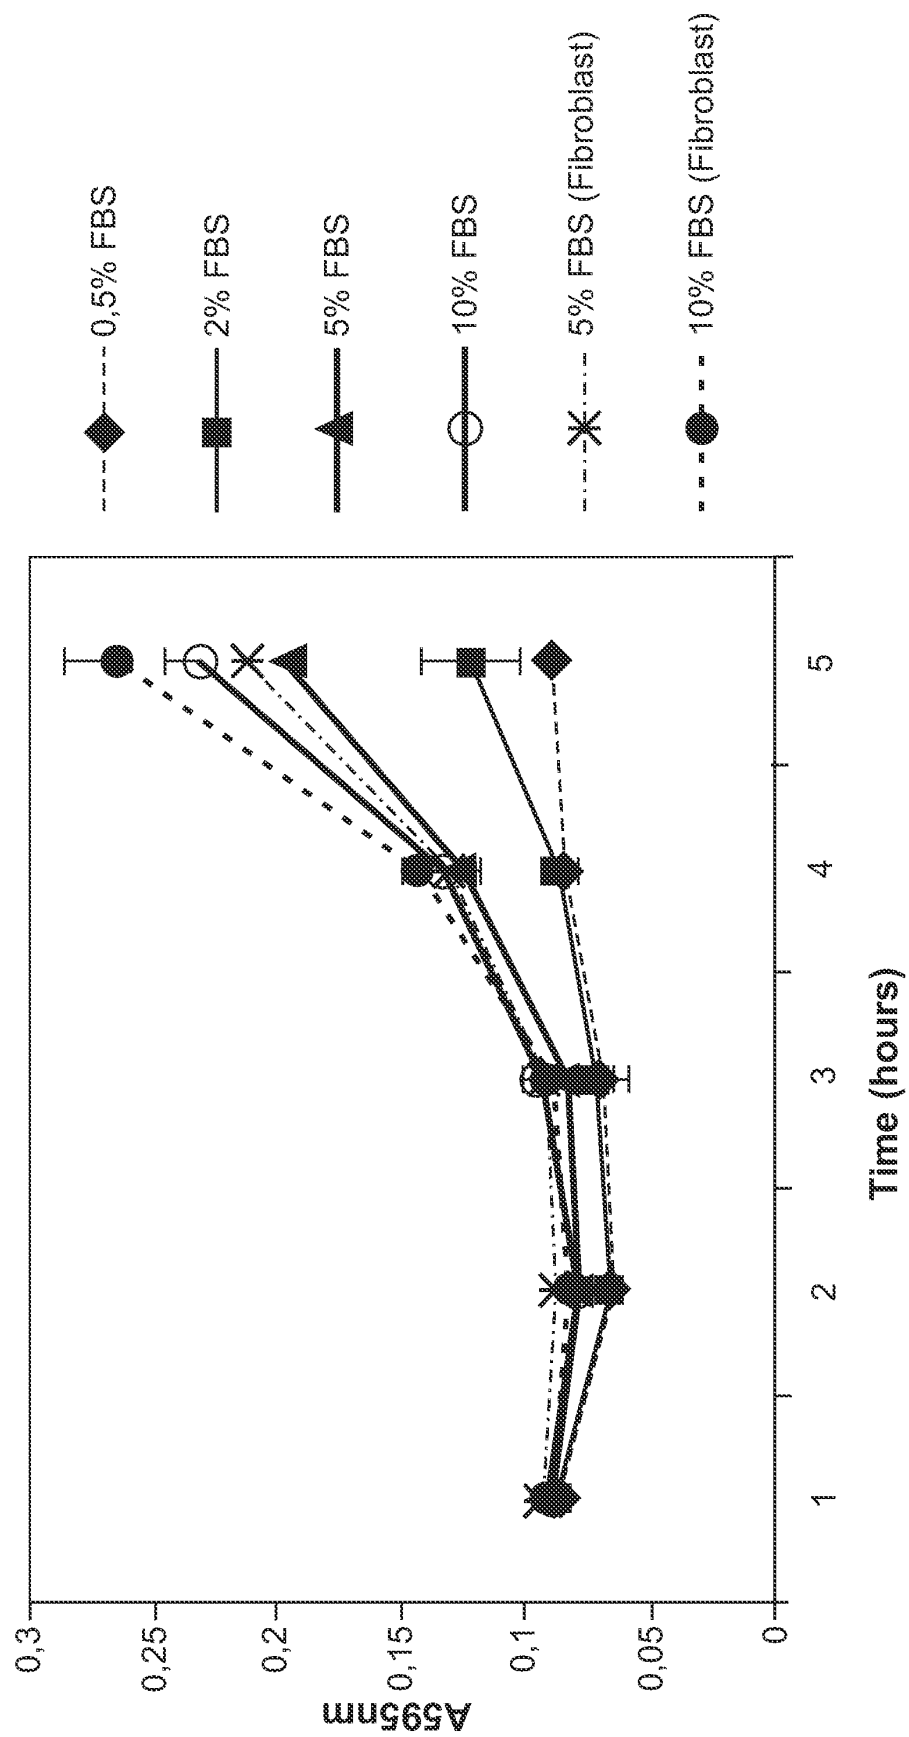 0,3
0,25
0,2
0,15
0,1
0,05
0
A595nm
1
2
3
4
5
Time (hours)
0,5% FBS
2% FBS
5% FBS
10% FBS
5% FBS (Fibroblast)
10% FBS (Fibroblast)